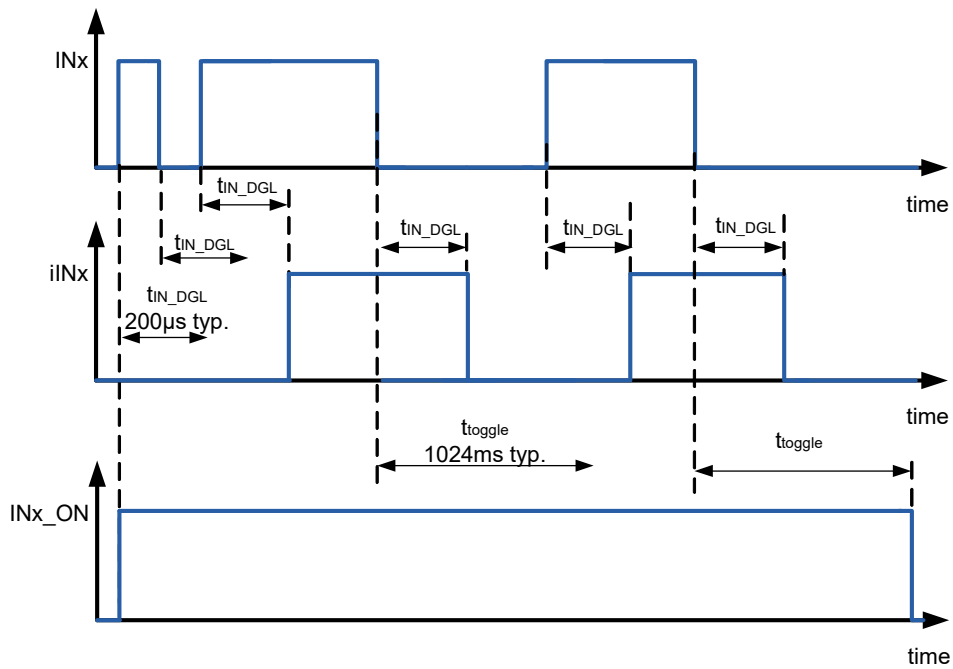 INx
tIN_DGL
time
tIN_DGL
tIN_DGL
tIN_DGL
tIN_DGL
iINx
tIN_DGL
200µs typ.
time
ttoggle
1024ms typ.
ttoggle
INx_ON
time